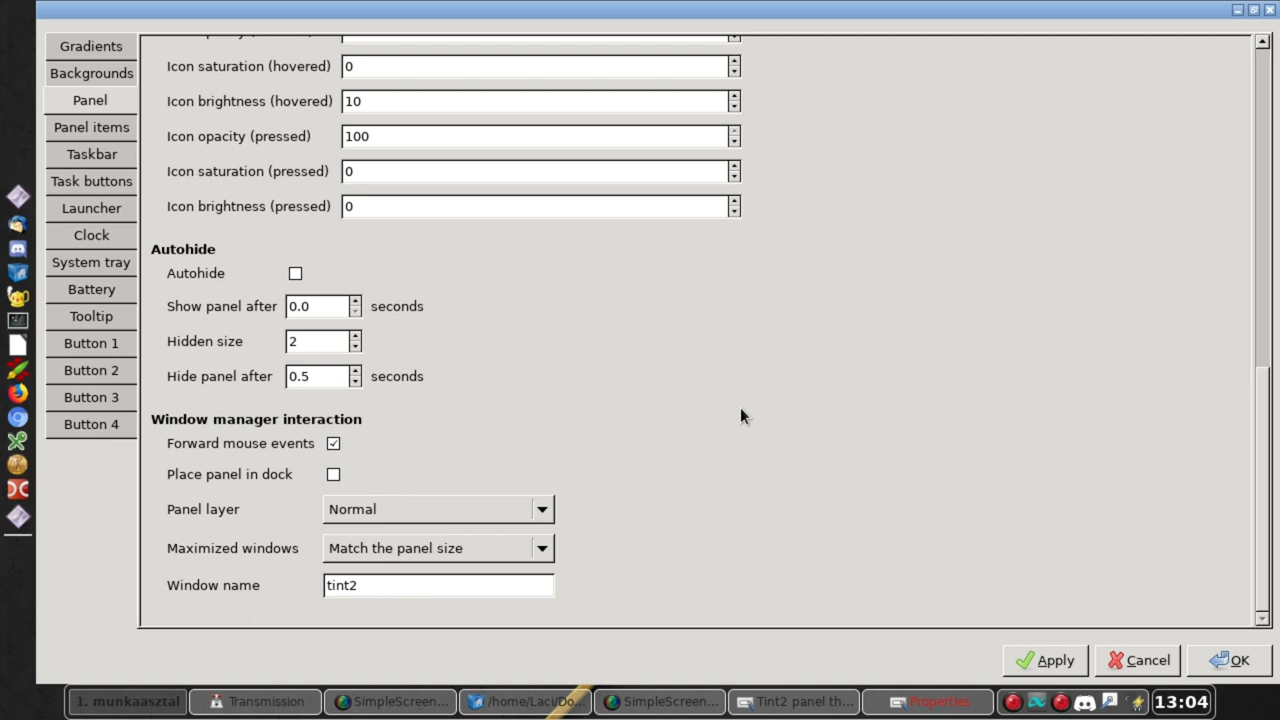 Gradients
Backgrounds
Panel
Panel items
Taskbar
Task buttons
Launcher
Clock
System tray
Battery
Tooltip
Button 1
Button 2
Button 3
Button 4
Icon saturation (hovered) 0
Icon brightness (hovered) 10
Icon opacity (pressed) 100
Icon saturation (pressed) 0
Icon brightness (pressed) 0
Autohide
Autohide
Show panel after 0.0 seconds
Hidden size 2
Hide panel after 0.5 seconds
Window manager interaction
Forward mouse events
Place panel in dock
Panel layer Normal
Maximized windows Match the panel size
Window name tint2
Apply Cancel OK
1. munkaasztal Transmission SimpleScreen... /home/Laci/Do... SimpleScreen... Tint2 panel th... Properties 13:04